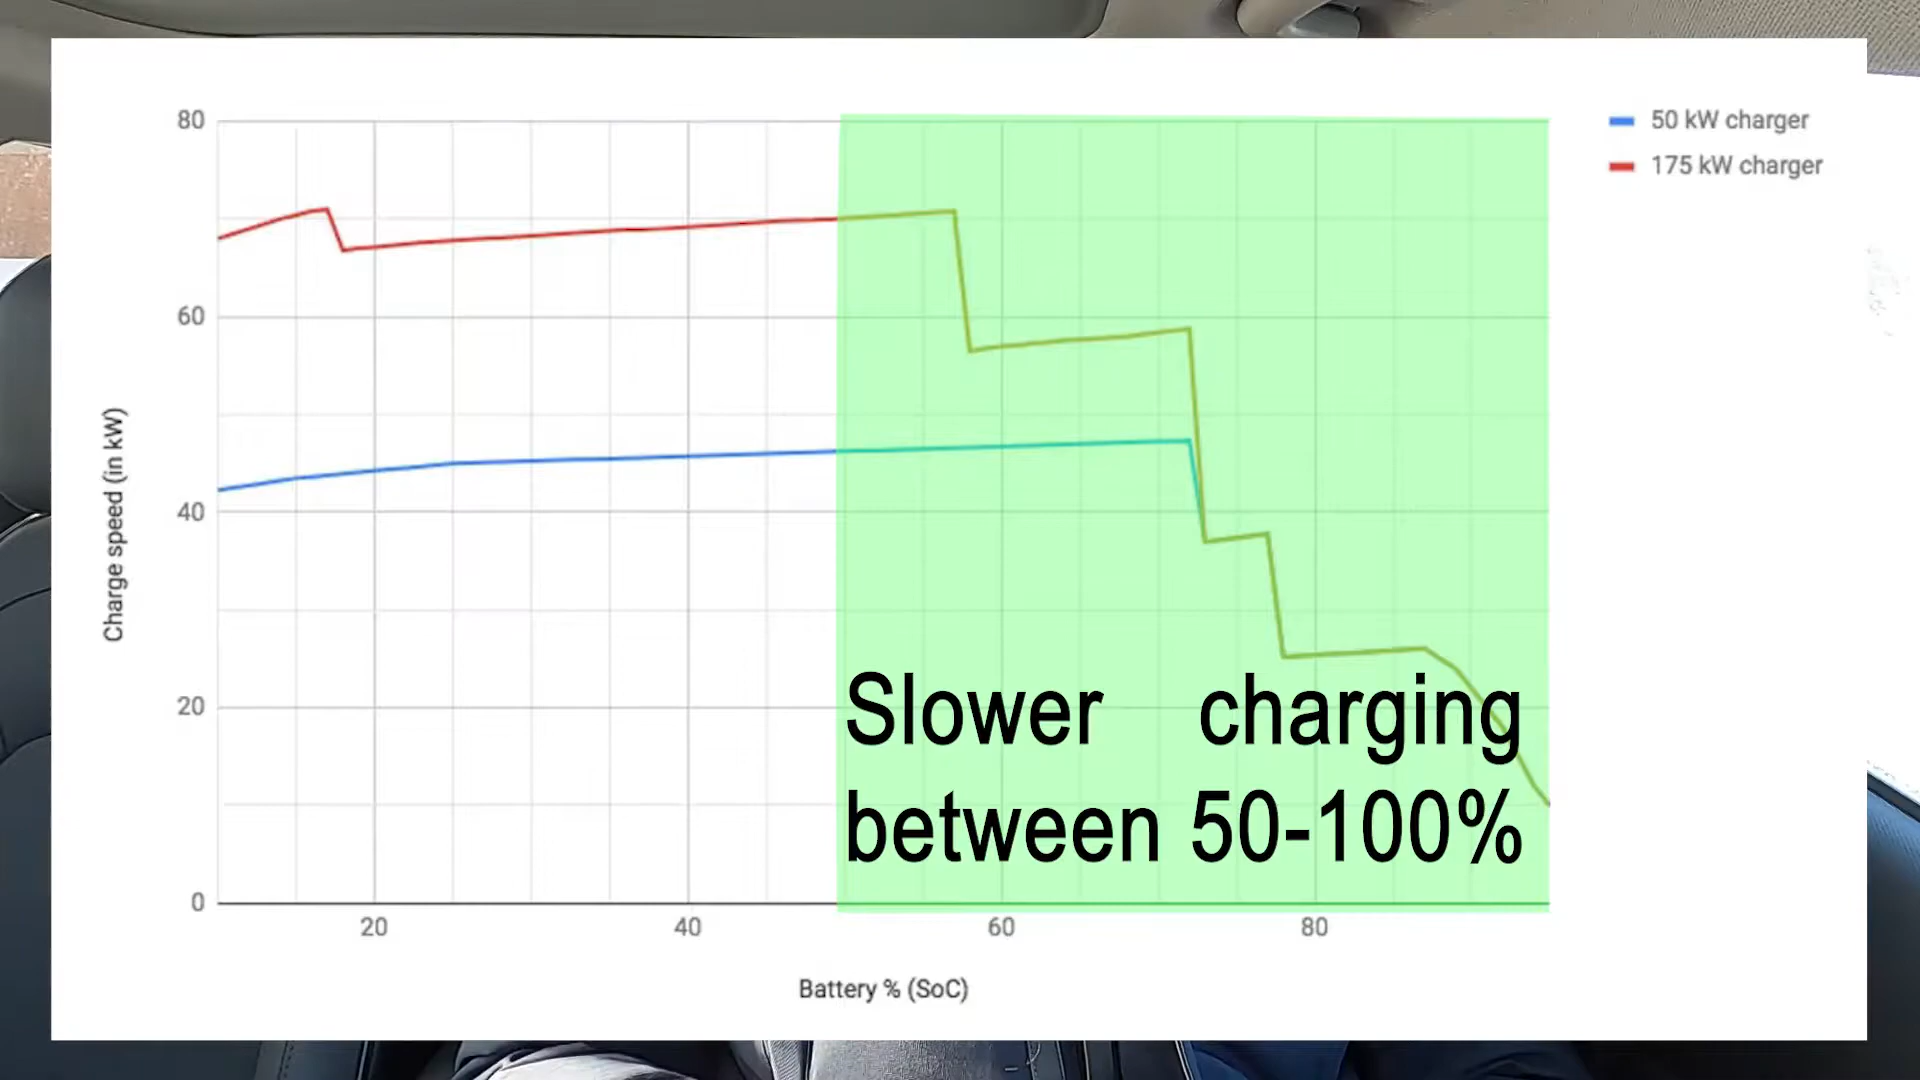 80
60
40
20
0
Charge speed (in kW)
20 40 60 80
Battery % (SoC)
50 kW charger
175 kW charger
Slower charging
between 50-100%